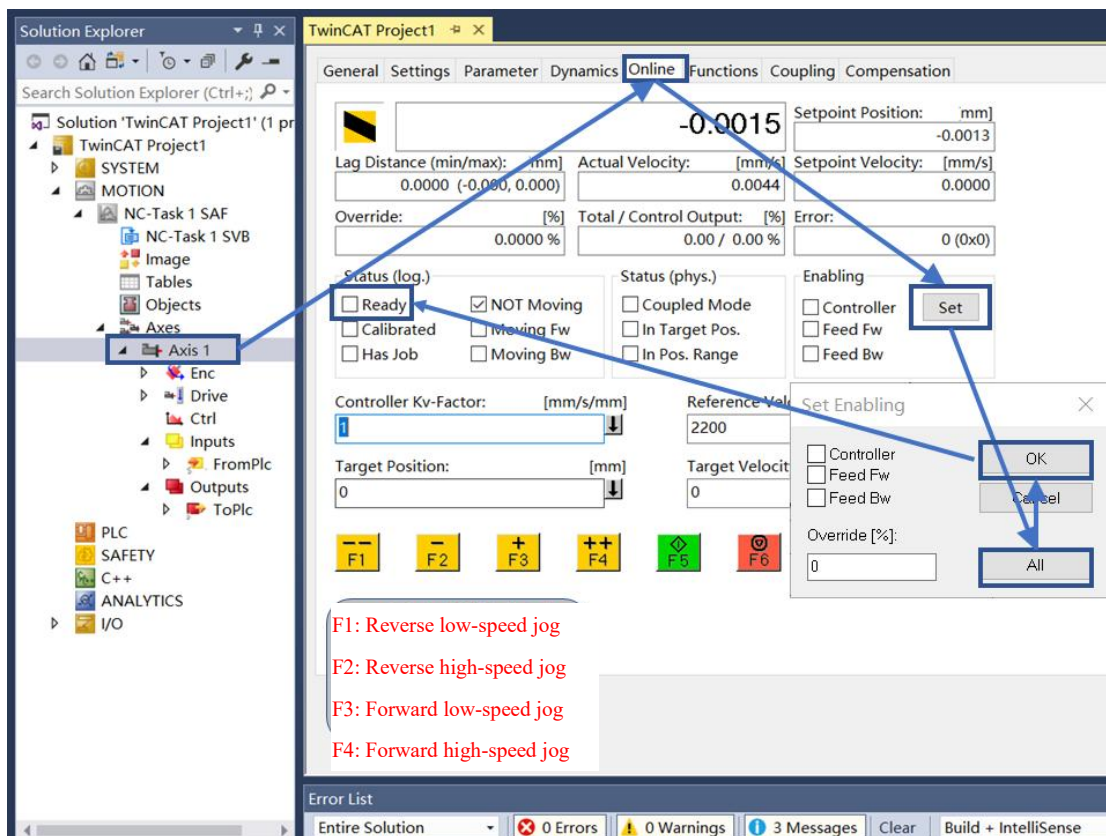 Solution Explorer
Search Solution Explorer (Ctrl+;)
Solution 'TwinCAT Project1' (1 pr
TwinCAT Project1
SYSTEM
MOTION
NC-Task 1 SAF
NC-Task 1 SVB
Image
Tables
Objects
Axes
Axis 1
Enc
Drive
Ctrl
Inputs
FromPlc
Outputs
ToPlc
PLC
SAFETY
C++
ANALYTICS
I/O
TwinCAT Project1
General Settings Parameter Dynamics Online Functions Coupling Compensation
-0.0015
Setpoint Position: mm]
-0.0013
Lag Distance (min/max): mm] Actual Velocity: [mm/s] Setpoint Velocity: [mm/s]
0.0000 (-0.000, 0.000) 0.0044 0.0000
Override: [%] Total / Control Output: [%] Error:
0.0000 % 0.00 / 0.00 % 0 (0x0)
Status (log.) Status (phys.) Enabling
Ready NOT Moving Coupled Mode Controller Set
Calibrated Moving Fw In Target Pos. Feed Fw
Has Job Moving Bw In Pos. Range Feed Bw
Controller Kv-Factor: [mm/s/mm] Reference Vel
1 2200
Target Position: [mm] Target Velocit
0 0
Set Enabling
Controller OK
Feed Fw
Feed Bw Cancel
Override [%]:
0 All
-- - + ++
F1 F2 F3 F4 F5 F6
F1: Reverse low-speed jog
F2: Reverse high-speed jog
F3: Forward low-speed jog
F4: Forward high-speed jog
Error List
Entire Solution 0 Errors 0 Warnings 3 Messages Clear Build + IntelliSense